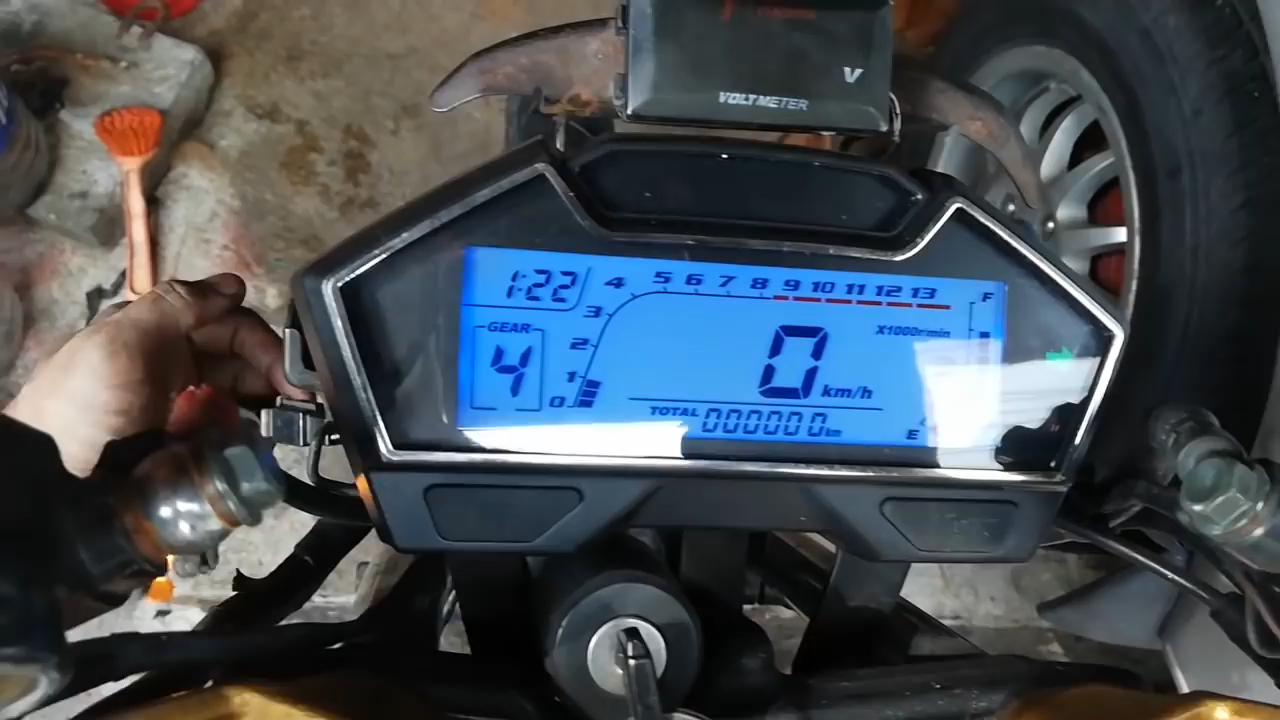 V
VOLTMETER
1:22
4 5 6 7 8 9 10 11 12 13
3
2
1
0
GEAR
4
X1000r/min
F
0 km/h
TOTAL 000000 km
E